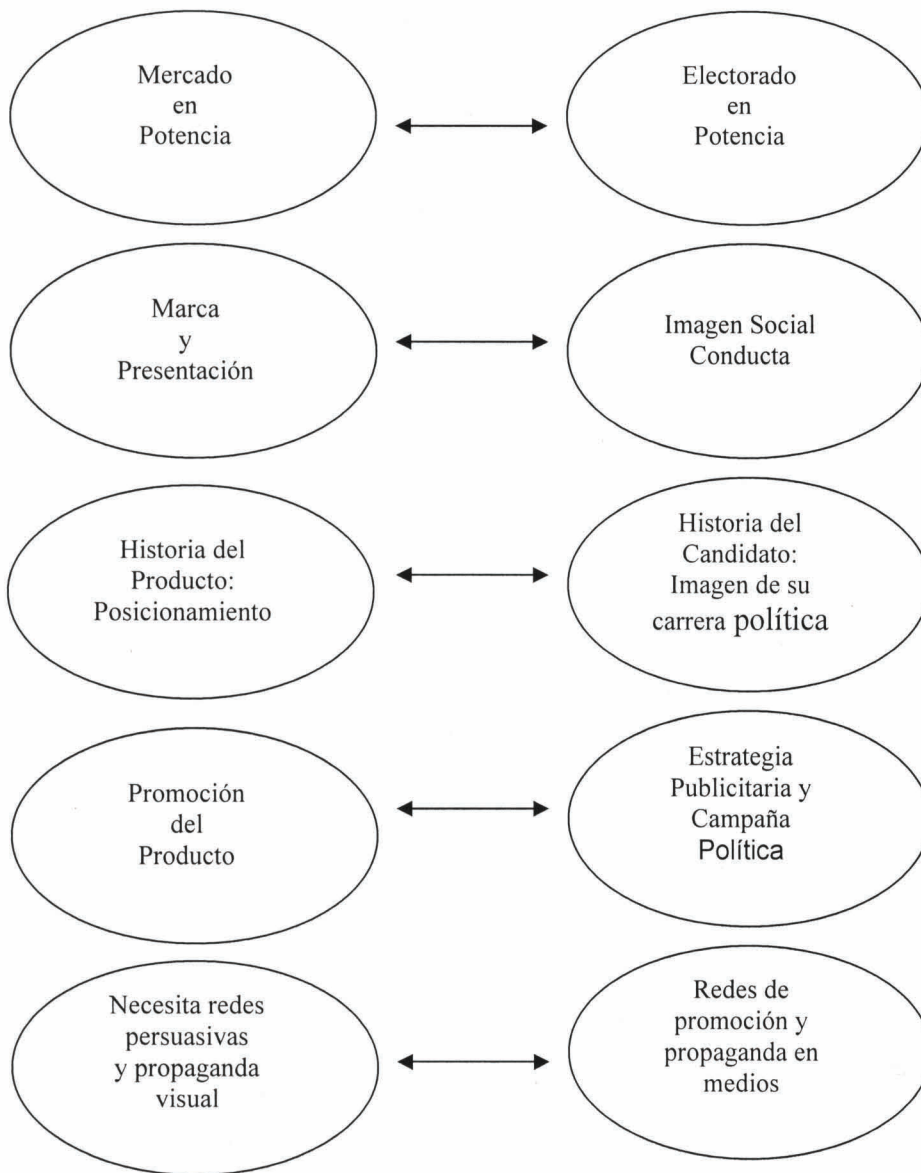 Mercado
en
Potencia
Electorado
en
Potencia
Marca
y
Presentación
Imagen Social
Conducta
Historia del
Producto:
Posicionamiento
Historia del
Candidato:
Imagen de su
carrera política
Promoción
del
Producto
Estrategia
Publicitaria y
Campaña
Política
Necesita redes
persuasivas
y propaganda
visual
Redes de
promoción y
propaganda en
medios